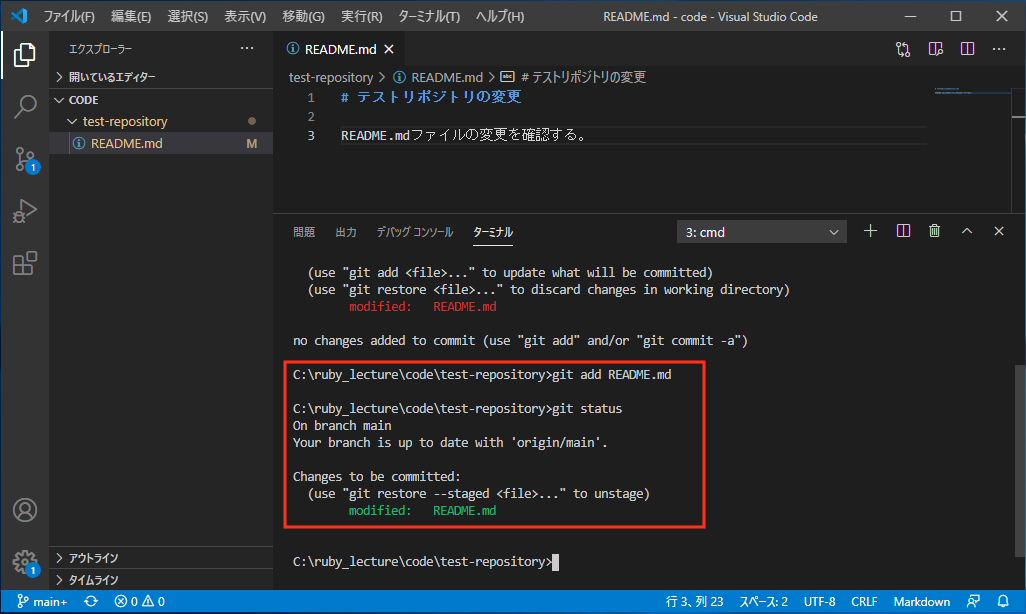 ファイル(F) 編集(E) 選択(S) 表示(V) 移動(G) 実行(R) ターミナル(T) ヘルプ(H) README.md - code - Visual Studio Code
エクスプローラー ...
開いているエディター
CODE
test-repository
README.md M
1
アウトライン
タイムライン
1
README.md
test-repository > README.md > # テストリポジトリの変更
1 # テストリポジトリの変更
2
3 README.mdファイルの変更を確認する。
問題 出力 デバッグ コンソール ターミナル 3: cmd
(use "git add <file>..." to update what will be committed)
(use "git restore <file>..." to discard changes in working directory)
modified: README.md
no changes added to commit (use "git add" and/or "git commit -a")
C:\ruby_lecture\code\test-repository>git add README.md
C:\ruby_lecture\code\test-repository>git status
On branch main
Your branch is up to date with 'origin/main'.
Changes to be committed:
(use "git restore --staged <file>..." to unstage)
modified: README.md
C:\ruby_lecture\code\test-repository>
main+ 0 0 行 3、列 23 スペース: 2 UTF-8 CRLF Markdown